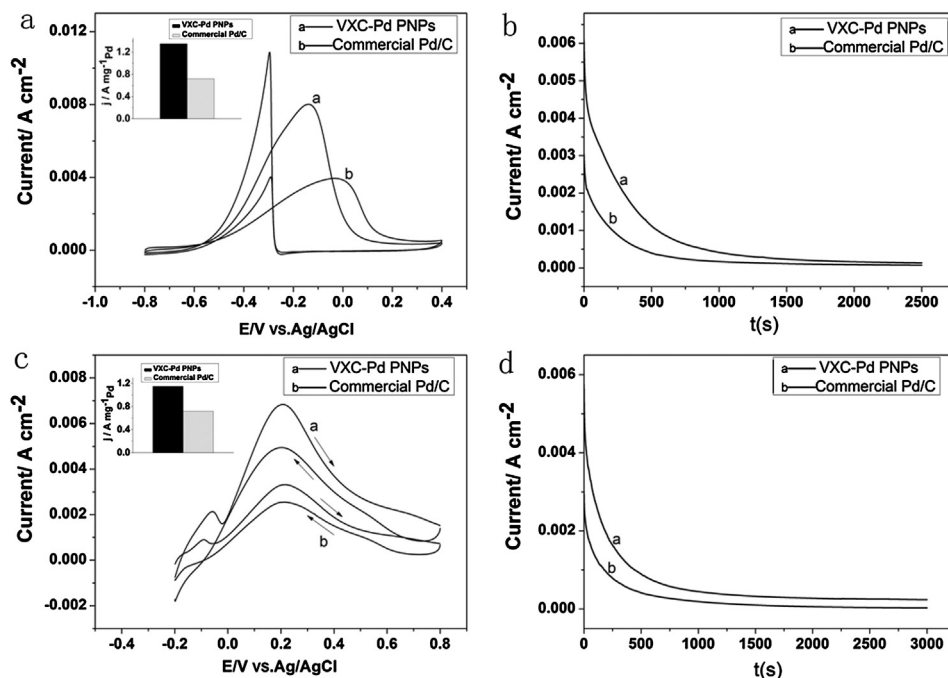 a
0.012
0.008
0.004
0.000
Current/ A cm-2
-1.0 -0.8 -0.6 -0.4 -0.2 0.0 0.2 0.4
E/V vs.Ag/AgCl
VXC-Pd PNPs
Commercial Pd/C
1.2
0.8
0.4
0.0
j / A mg-1Pd
a VXC-Pd PNPs
b Commercial Pd/C
a
b
b
0.006
0.005
0.004
0.003
0.002
0.001
0.000
Current/ A cm-2
0 500 1000 1500 2000 2500
t(s)
a VXC-Pd PNPs
b Commercial Pd/C
a
b
c
0.008
0.006
0.004
0.002
0.000
-0.002
Current/ A cm-2
-0.4 -0.2 0.0 0.2 0.4 0.6 0.8
E/V vs.Ag/AgCl
VXC-Pd PNPs
Commercial Pd/C
1.2
0.8
0.4
0.0
j / A mg-1Pd
a VXC-Pd PNPs
b Commercial Pd/C
a
b
d
0.006
0.004
0.002
0.000
Current/ A cm-2
0 500 1000 1500 2000 2500 3000
t(s)
a VXC-Pd PNPs
b Commercial Pd/C
a
b